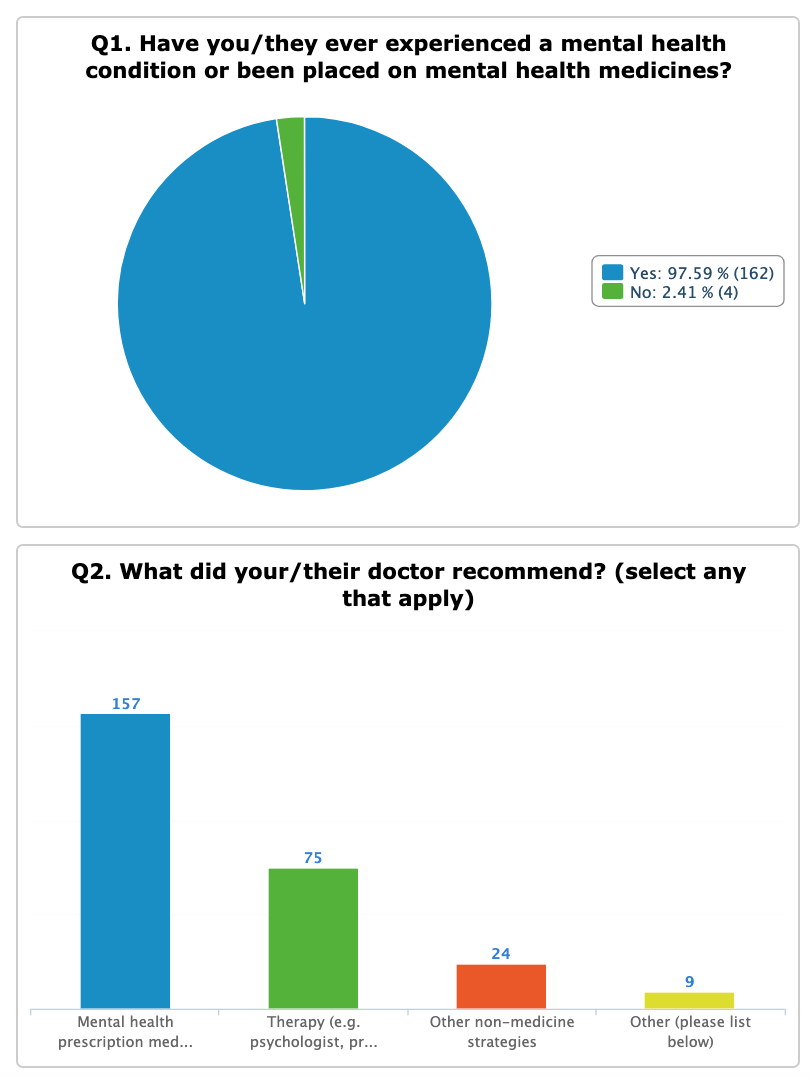 Q1. Have you/they ever experienced a mental health
condition or been placed on mental health medicines?
Yes: 97.59 % (162)
No: 2.41 % (4)
Q2. What did your/their doctor recommend? (select any
that apply)
157
75
24
9
Mental health
prescription med...
Therapy (e.g.
psychologist, pr...
Other non-medicine
strategies
Other (please list
below)